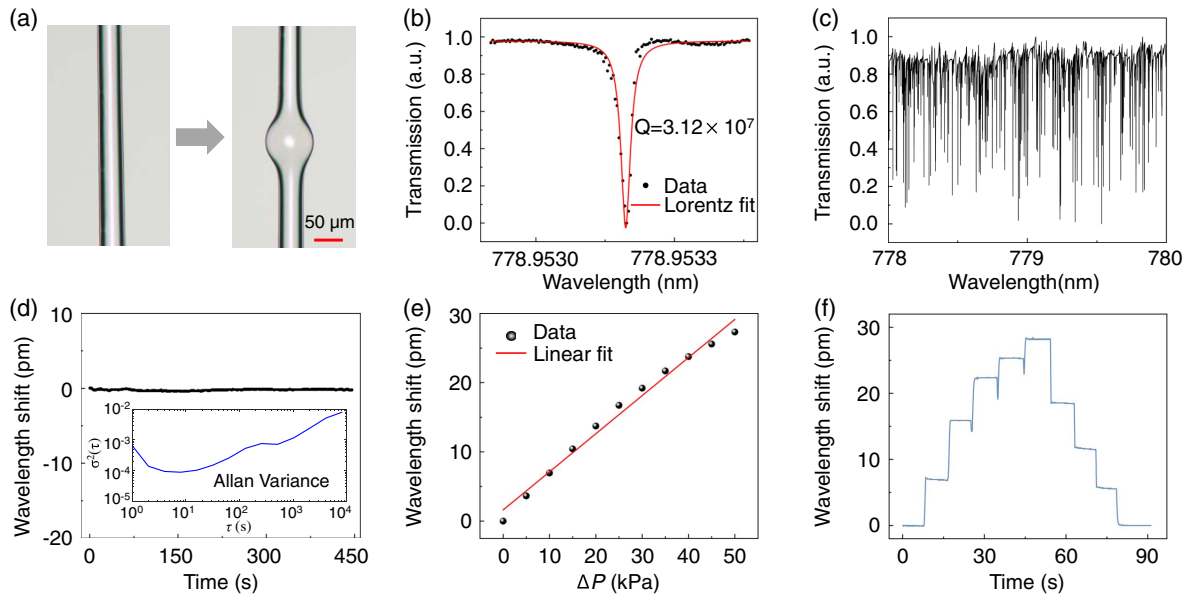 (a)
50 μm
(b)
Transmission (a.u.)
1.0
0.8
0.6
0.4
0.2
0.0
Q=3.12 × 10⁷
Data
Lorentz fit
778.9530
778.9533
Wavelength (nm)
(c)
Transmission (a.u.)
1.0
0.8
0.6
0.4
0.2
0.0
778
779
780
Wavelength(nm)
(d)
Wavelength shift (pm)
10
0
-10
-20
σ²(τ)
10⁻²
10⁻³
10⁻⁴
10⁻⁵
Allan Variance
10⁰
10¹
10²
10³
10⁴
τ (s)
0
150
300
450
Time (s)
(e)
Wavelength shift (pm)
30
20
10
0
Data
Linear fit
0
10
20
30
40
50
ΔP (kPa)
(f)
Wavelength shift (pm)
30
20
10
0
0
30
60
90
Time (s)